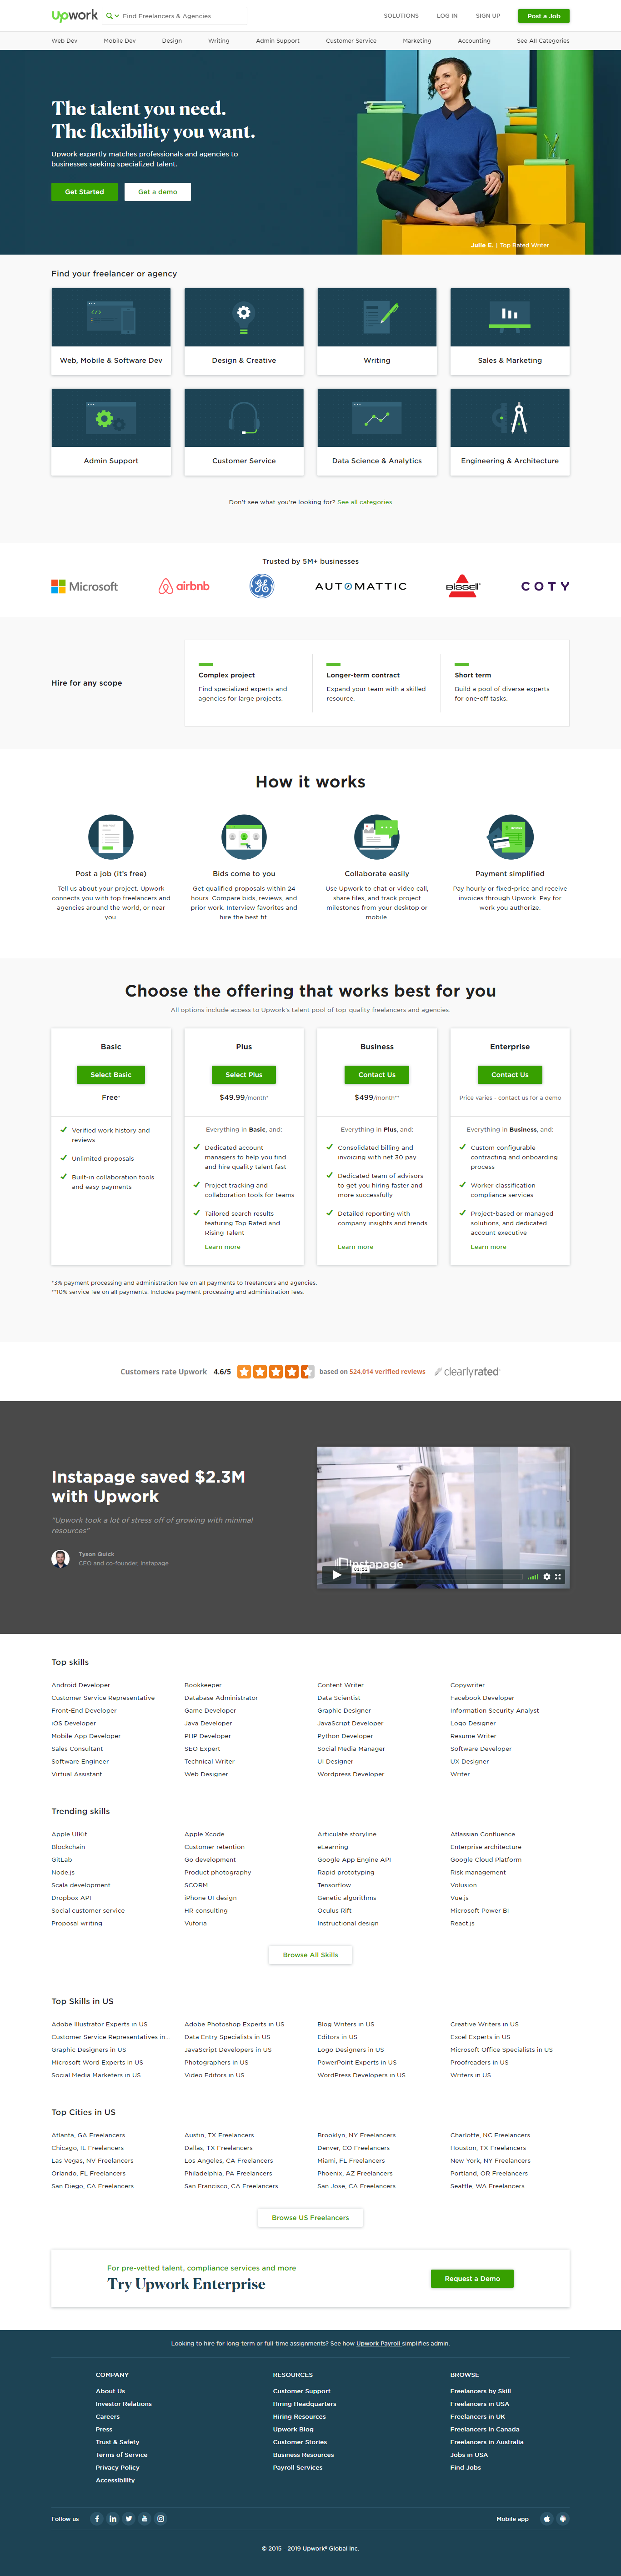 Upwork
Find Freelancers & Agencies
SOLUTIONS
LOG IN
SIGN UP
Post a Job
Web Dev
Mobile Dev
Design
Writing
Admin Support
Customer Service
Marketing
Accounting
See All Categories
The talent you need.
The flexibility you want.
Upwork expertly matches professionals and agencies to
businesses seeking specialized talent.
Get Started
Get a demo
Julie E. | Top Rated Writer
Find your freelancer or agency
Web, Mobile & Software Dev
Design & Creative
Writing
Sales & Marketing
Admin Support
Customer Service
Data Science & Analytics
Engineering & Architecture
Don't see what you're looking for? See all categories
Trusted by 5M+ businesses
Microsoft
airbnb
GE
AUTOMATTIC
BISSELL
COTY
Hire for any scope
Complex project
Find specialized experts and
agencies for large projects.
Longer-term contract
Expand your team with a skilled
resource.
Short term
Build a pool of diverse experts
for one-off tasks.
How it works
Post a job (it's free)
Tell us about your project. Upwork
connects you with top freelancers and
agencies around the world, or near
you.
Bids come to you
Get qualified proposals within 24
hours. Compare bids, reviews, and
prior work. Interview favorites and
hire the best fit.
Collaborate easily
Use Upwork to chat or video call,
share files, and track project
milestones from your desktop or
mobile.
Payment simplified
Pay hourly or fixed-price and receive
invoices through Upwork. Pay for
work you authorize.
Choose the offering that works best for you
All options include access to Upwork's talent pool of top-quality freelancers and agencies.
Basic
Select Basic
Free*
Verified work history and
reviews
Unlimited proposals
Built-in collaboration tools
and easy payments
Plus
Select Plus
$49.99/month*
Everything in Basic, and:
Dedicated account
managers to help you find
and hire quality talent fast
Project tracking and
collaboration tools for teams
Tailored search results
featuring Top Rated and
Rising Talent
Learn more
Business
Contact Us
$499/month**
Everything in Plus, and:
Consolidated billing and
invoicing with net 30 pay
Dedicated team of advisors
to get you hiring faster and
more successfully
Detailed reporting with
company insights and trends
Learn more
Enterprise
Contact Us
Price varies - contact us for a demo
Everything in Business, and:
Custom configurable
contracting and onboarding
process
Worker classification
compliance services
Project-based or managed
solutions, and dedicated
account executive
Learn more
*3% payment processing and administration fee on all payments to freelancers and agencies.
**10% service fee on all payments. Includes payment processing and administration fees.
Customers rate Upwork 4.6/5 based on 524,014 verified reviews clearlyrated
Instapage saved $2.3M
with Upwork
"Upwork took a lot of stress off of growing with minimal
resources"
Tyson Quick
CEO and co-founder, Instapage
Instapage
01:52
Top skills
Android Developer
Bookkeeper
Content Writer
Copywriter
Customer Service Representative
Database Administrator
Data Scientist
Facebook Developer
Front-End Developer
Game Developer
Graphic Designer
Information Security Analyst
iOS Developer
Java Developer
JavaScript Developer
Logo Designer
Mobile App Developer
PHP Developer
Python Developer
Resume Writer
Sales Consultant
SEO Expert
Social Media Manager
Software Developer
Software Engineer
Technical Writer
UI Designer
UX Designer
Virtual Assistant
Web Designer
Wordpress Developer
Writer
Trending skills
Apple UIKit
Apple Xcode
Articulate storyline
Atlassian Confluence
Blockchain
Customer retention
eLearning
Enterprise architecture
GitLab
Go development
Google App Engine API
Google Cloud Platform
Node.js
Product photography
Rapid prototyping
Risk management
Scala development
SCORM
Tensorflow
Volusion
Dropbox API
iPhone UI design
Genetic algorithms
Vue.js
Social customer service
HR consulting
Oculus Rift
Microsoft Power BI
Proposal writing
Vuforia
Instructional design
React.js
Browse All Skills
Top Skills in US
Adobe Illustrator Experts in US
Adobe Photoshop Experts in US
Blog Writers in US
Creative Writers in US
Customer Service Representatives in...
Data Entry Specialists in US
Editors in US
Excel Experts in US
Graphic Designers in US
JavaScript Developers in US
Logo Designers in US
Microsoft Office Specialists in US
Microsoft Word Experts in US
Photographers in US
PowerPoint Experts in US
Proofreaders in US
Social Media Marketers in US
Video Editors in US
WordPress Developers in US
Writers in US
Top Cities in US
Atlanta, GA Freelancers
Austin, TX Freelancers
Brooklyn, NY Freelancers
Charlotte, NC Freelancers
Chicago, IL Freelancers
Dallas, TX Freelancers
Denver, CO Freelancers
Houston, TX Freelancers
Las Vegas, NV Freelancers
Los Angeles, CA Freelancers
Miami, FL Freelancers
New York, NY Freelancers
Orlando, FL Freelancers
Philadelphia, PA Freelancers
Phoenix, AZ Freelancers
Portland, OR Freelancers
San Diego, CA Freelancers
San Francisco, CA Freelancers
San Jose, CA Freelancers
Seattle, WA Freelancers
Browse US Freelancers
For pre-vetted talent, compliance services and more
Try Upwork Enterprise
Request a Demo
Looking to hire for long-term or full-time assignments? See how Upwork Payroll simplifies admin.
COMPANY
About Us
Investor Relations
Careers
Press
Trust & Safety
Terms of Service
Privacy Policy
Accessibility
RESOURCES
Customer Support
Hiring Headquarters
Hiring Resources
Upwork Blog
Customer Stories
Business Resources
Payroll Services
BROWSE
Freelancers by Skill
Freelancers in USA
Freelancers in UK
Freelancers in Canada
Freelancers in Australia
Jobs in USA
Find Jobs
Follow us
Mobile app
© 2015 - 2019 Upwork® Global Inc.